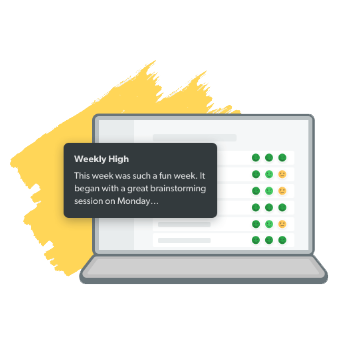 Weekly High
This week was such a fun week. It
began with a great brainstorming
session on Monday...